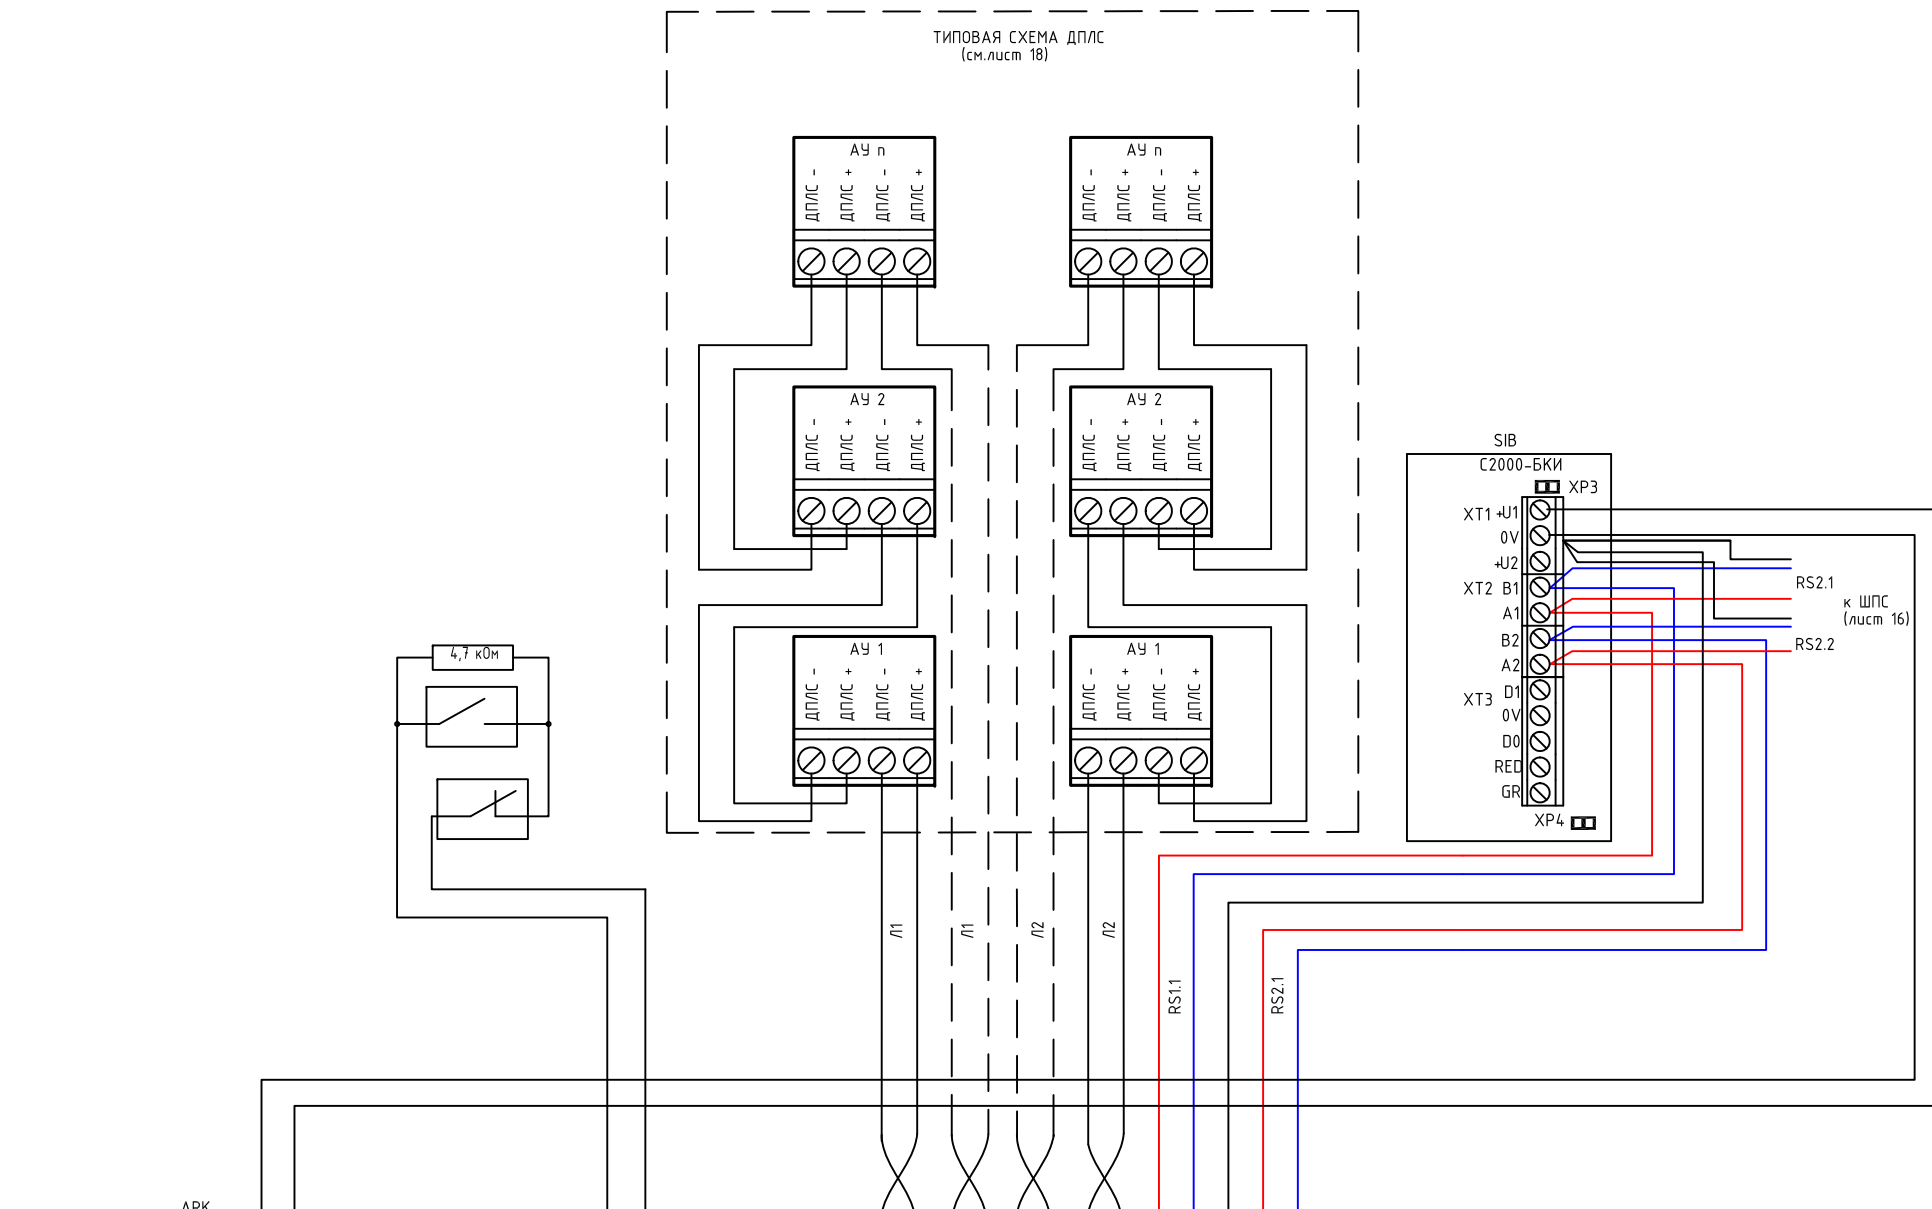 ТИПОВАЯ СХЕМА ДПЛС
(см.лист 18)
АУ n
ДПЛС -
ДПЛС +
ДПЛС -
ДПЛС +
АУ n
ДПЛС -
ДПЛС +
ДПЛС -
ДПЛС +
АУ 2
ДПЛС -
ДПЛС +
ДПЛС -
ДПЛС +
АУ 2
ДПЛС -
ДПЛС +
ДПЛС -
ДПЛС +
АУ 1
ДПЛС -
ДПЛС +
ДПЛС -
ДПЛС +
АУ 1
ДПЛС -
ДПЛС +
ДПЛС -
ДПЛС +
4,7 кОм
SIB
С2000-БКИ
XP3
XT1 +U1
0V
+U2
XT2 B1
A1
B2
A2
XT3
D1
0V
D0
RED
GR
XP4
RS2.1
к ШПС
(лист 16)
RS2.2
Л1
Л1
Л2
Л2
RS1.1
RS2.1
ARK